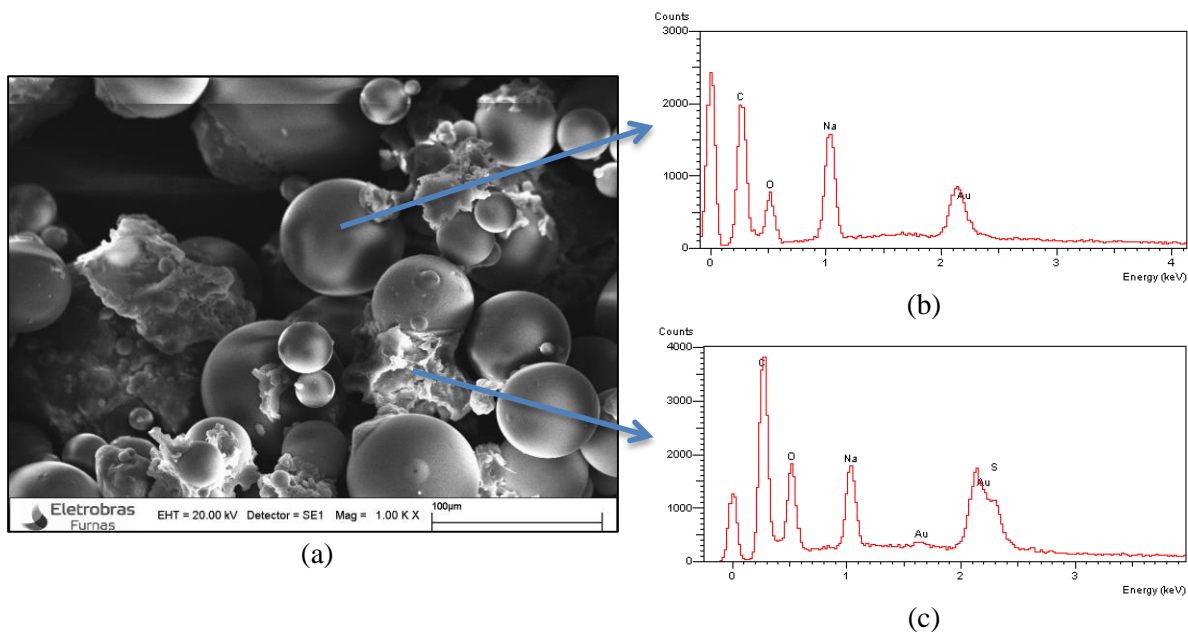 Eletrobras
Furnas
EHT = 20.00 kV Detector = SE1 Mag = 1.00 K X
100µm
(a)
Counts
3000
2000
1000
0
C
O
Na
Au
0 1 2 3 4
Energy (keV)
(b)
Counts
4000
3000
2000
1000
0
C
O
Na
Au
Au
S
0 1 2 3
Energy (keV)
(c)